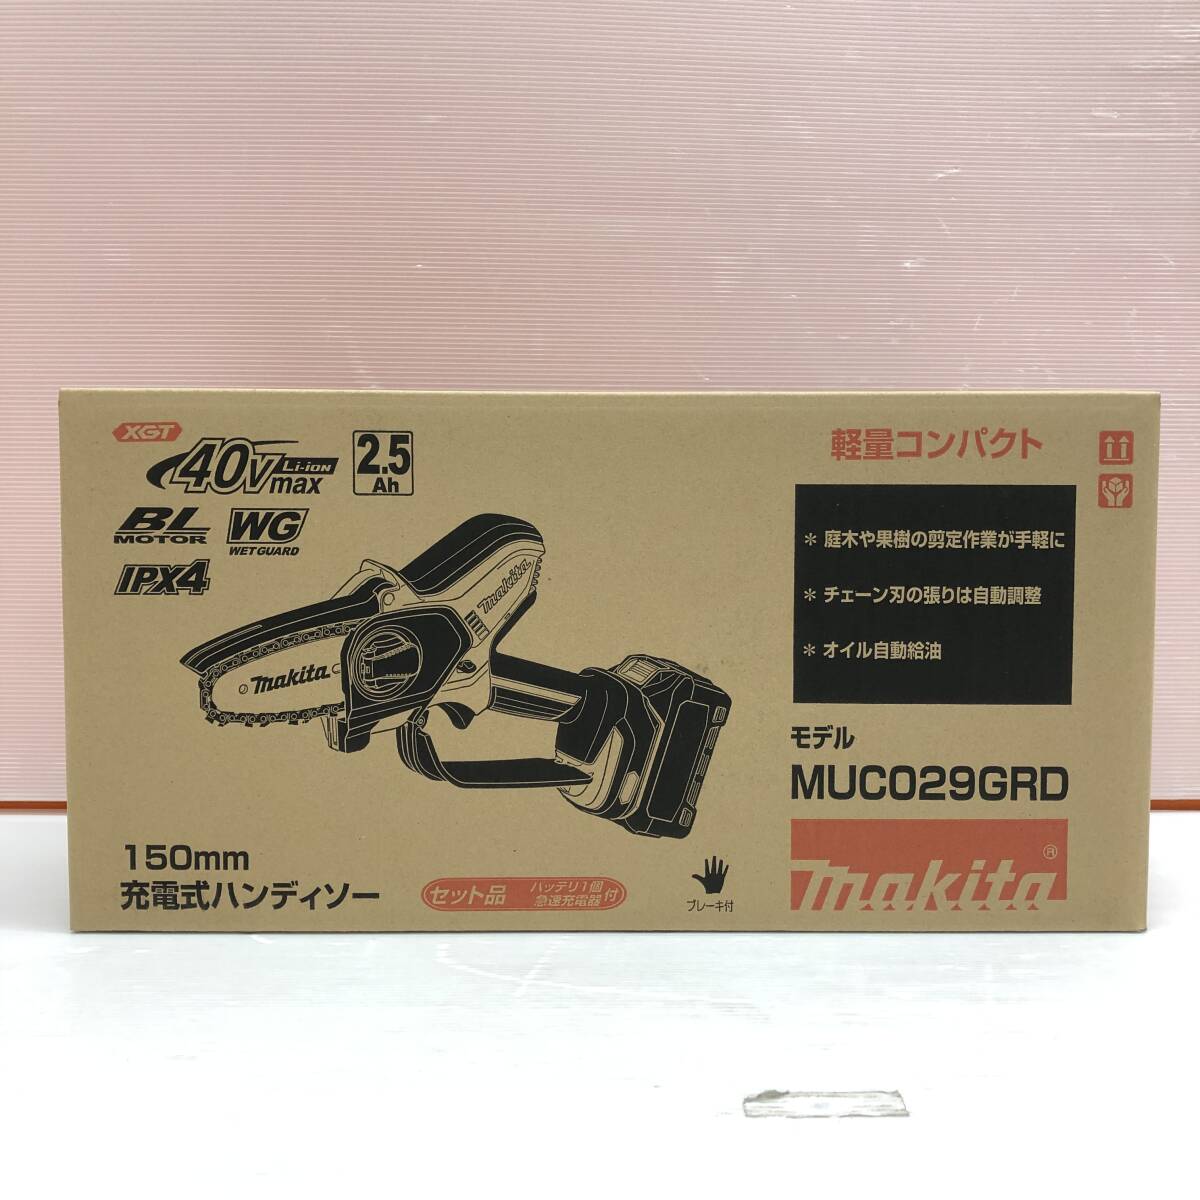 XGT
40Vmax Li-ion
2.5
Ah
BL
MOTOR
WG
WET GUARD
IPX4
makita
makita
150mm
充電式ハンディソー
セット品
バッテリ1個
急速充電器付
ブレーキ付
軽量コンパクト
* 庭木や果樹の剪定作業が手軽に
* チェーン刃の張りは自動調整
* オイル自動給油
モデル
MUC029GRD
makita®